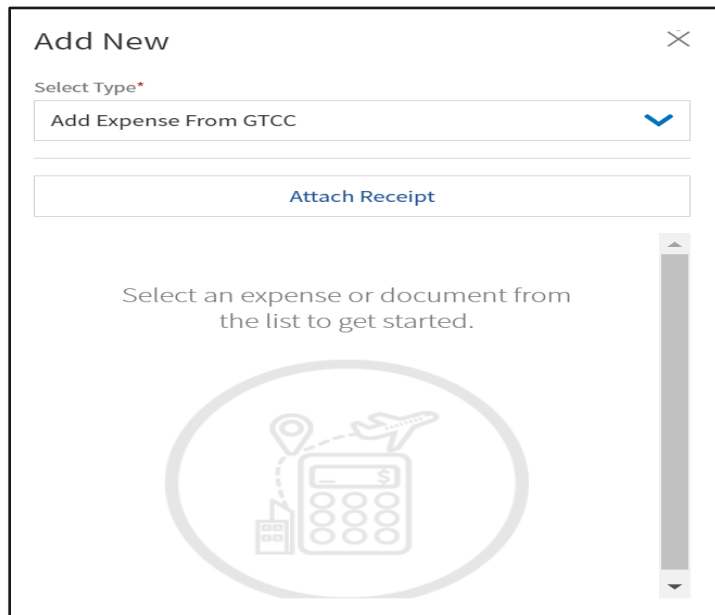 Add New
Select Type*
Add Expense From GTCC
Attach Receipt
Select an expense or document from
the list to get started.
$